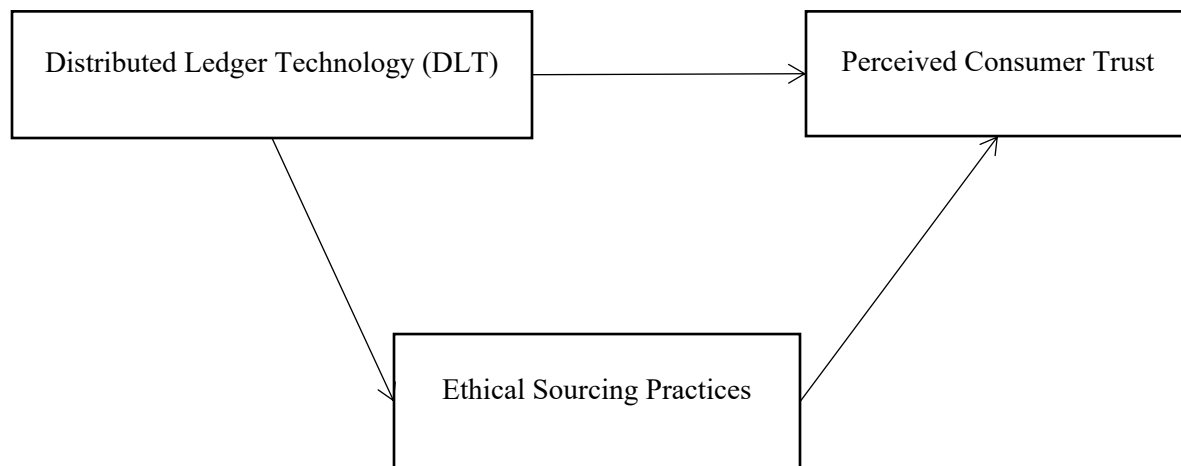 Distributed Ledger Technology (DLT)
Perceived Consumer Trust
Ethical Sourcing Practices